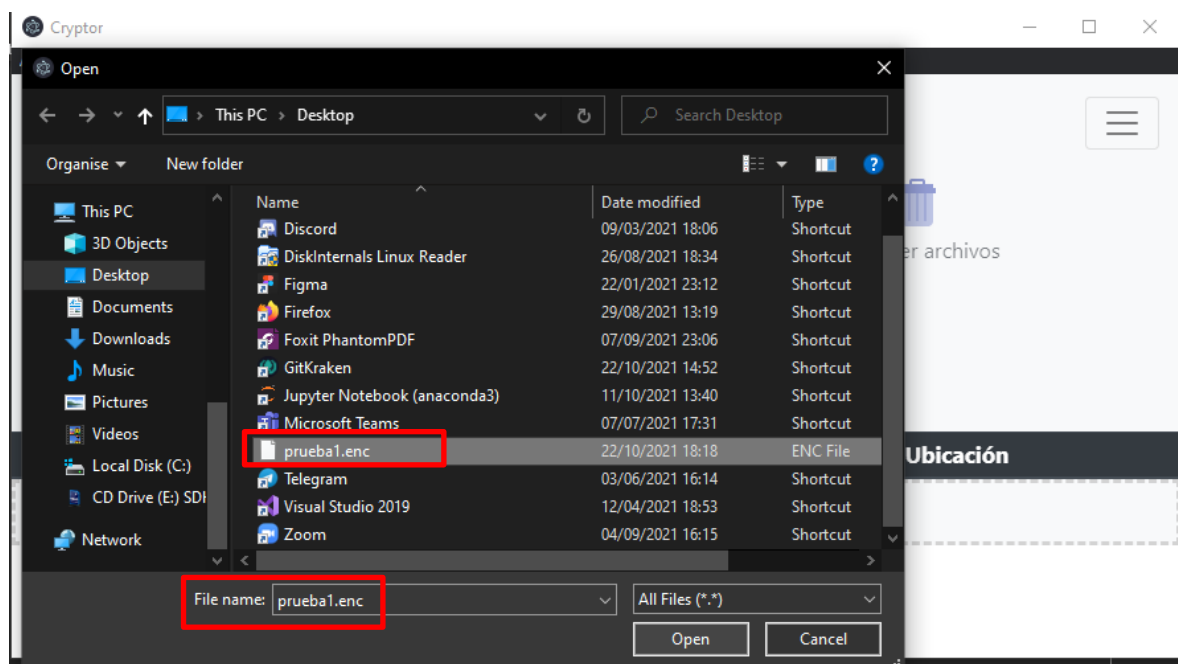 Cryptor
Open
This PC > Desktop
Search Desktop
Organise
New folder
This PC
3D Objects
Desktop
Documents
Downloads
Music
Pictures
Videos
Local Disk (C:)
CD Drive (E:)
Network
Name Date modified Type
Discord 09/03/2021 18:06 Shortcut
DiskInternals Linux Reader 26/08/2021 18:34 Shortcut
Figma 22/01/2021 23:12 Shortcut
Firefox 29/08/2021 13:19 Shortcut
Foxit PhantomPDF 07/09/2021 23:06 Shortcut
GitKraken 22/10/2021 14:52 Shortcut
Jupyter Notebook (anaconda3) 11/10/2021 13:40 Shortcut
Microsoft Teams 07/07/2021 17:31 Shortcut
prueba1.enc 22/10/2021 18:18 ENC File
Telegram 03/06/2021 16:14 Shortcut
Visual Studio 2019 12/04/2021 18:53 Shortcut
Zoom 04/09/2021 16:15 Shortcut
File name: prueba1.enc
All Files (*.*)
Open
Cancel
er archivos
Ubicación